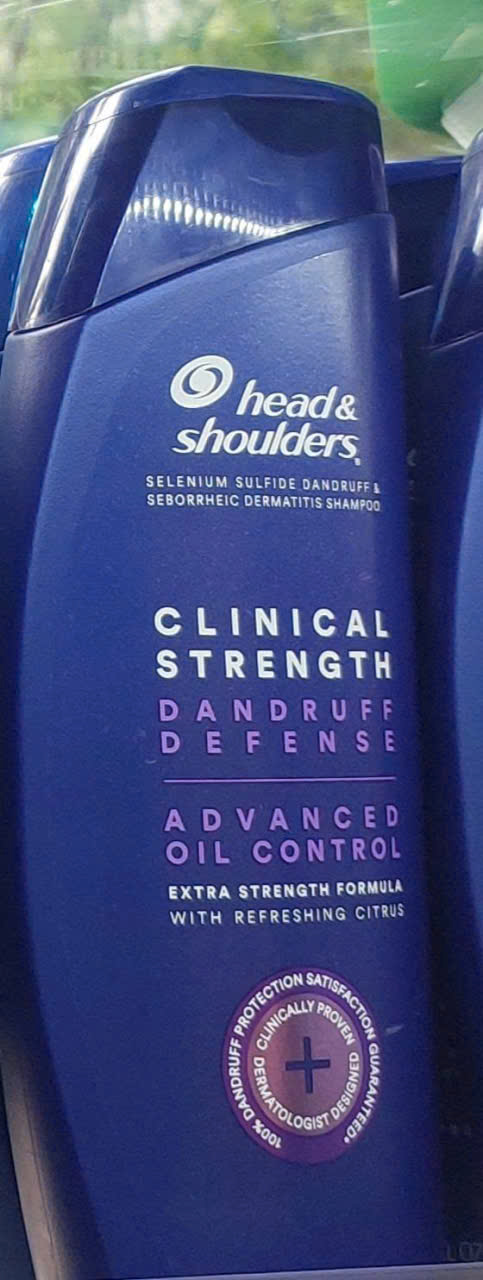 head &
shoulders
SELENIUM SULFIDE DANDRUFF &
SEBORRHEIC DERMATITIS SHAMPOO
CLINICAL
STRENGTH
DANDRUFF
DEFENSE
ADVANCED
OIL CONTROL
EXTRA STRENGTH FORMULA
WITH REFRESHING CITRUS
100% DANDRUFF PROTECTION SATISFACTION GUARANTEED*
CLINICALLY PROVEN
DERMATOLOGIST DESIGNED